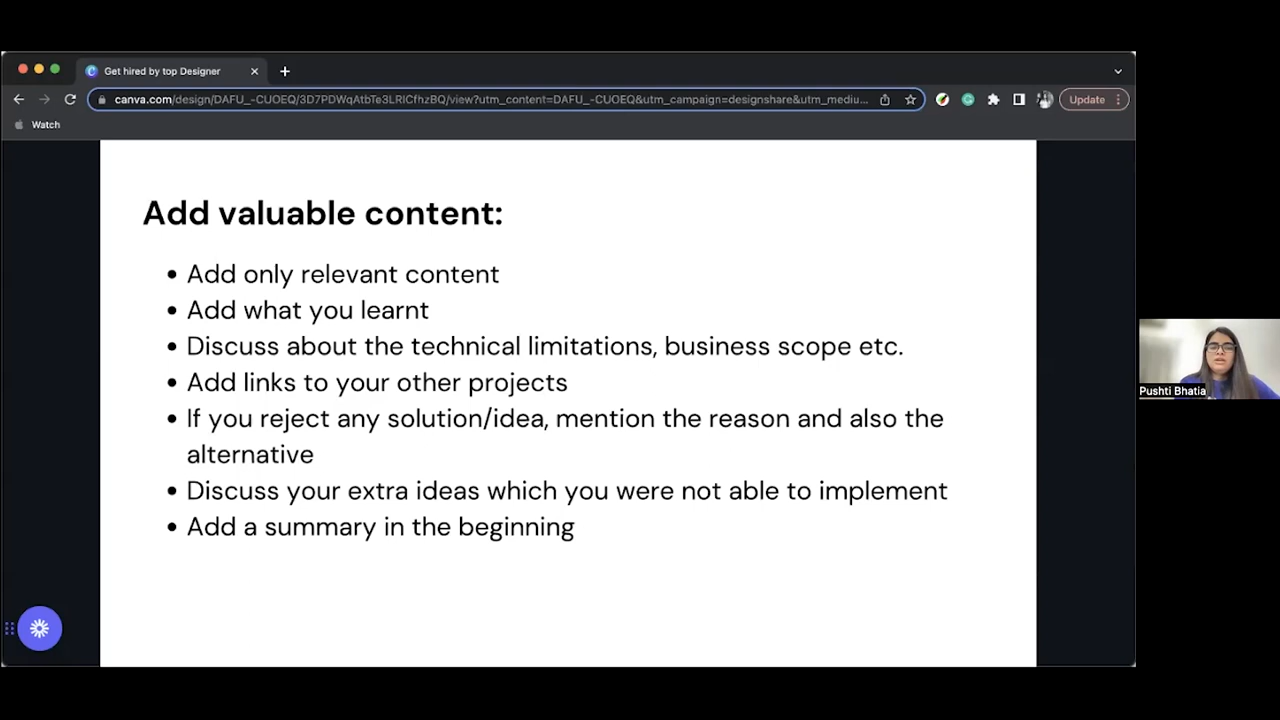 Get hired by top Designer
canva.com/design/DAFU_-CUOEQ/3D7PDWqAtbTe3LRlCfhzBQ/view?utm_content=DAFU_-CUOEQ&utm_campaign=designshare&utm_mediu...
Update
Watch
Add valuable content:
• Add only relevant content
• Add what you learnt
• Discuss about the technical limitations, business scope etc.
• Add links to your other projects
• If you reject any solution/idea, mention the reason and also the
alternative
• Discuss your extra ideas which you were not able to implement
• Add a summary in the beginning
Pushti Bhatia